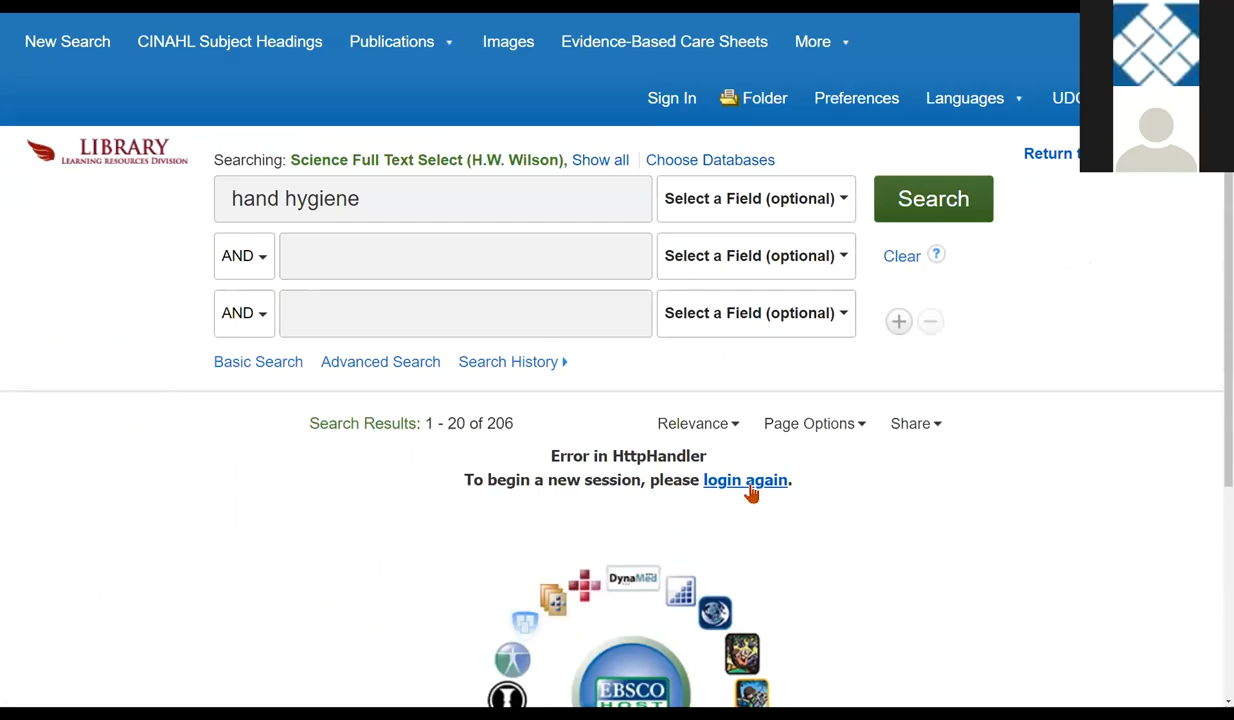 New Search CINAHL Subject Headings Publications Images Evidence-Based Care Sheets More
Sign In Folder Preferences Languages UDC
LIBRARY
LEARNING RESOURCES DIVISION
Searching: Science Full Text Select (H.W. Wilson), Show all Choose Databases
Return
hand hygiene Select a Field (optional) Search
AND Select a Field (optional) Clear ?
AND Select a Field (optional)
Basic Search Advanced Search Search History
Search Results: 1 - 20 of 206 Relevance Page Options Share
Error in HttpHandler
To begin a new session, please login again.
DynaMed
EBSCO
HOST